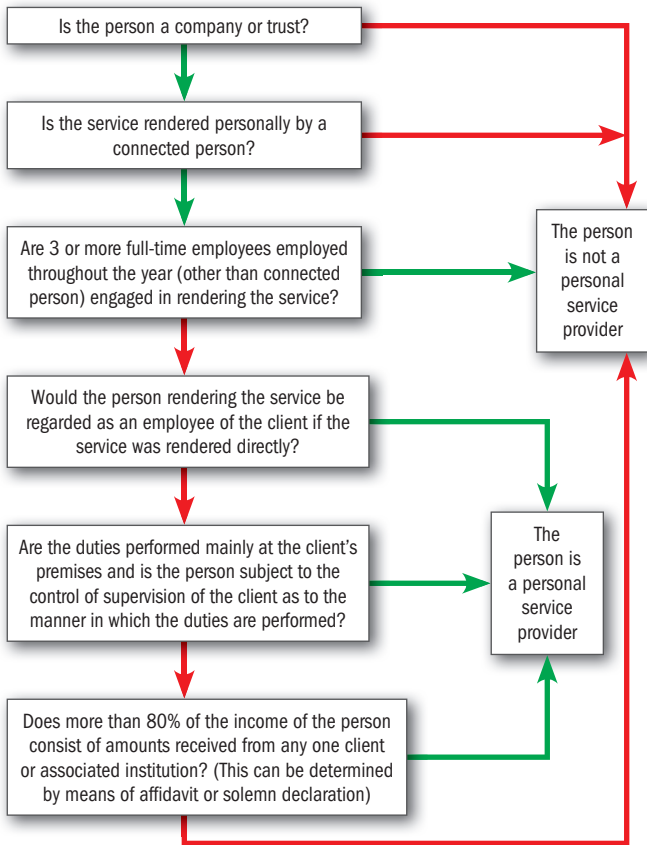 Is the person a company or trust?
Is the service rendered personally by a
connected person?
Are 3 or more full-time employees employed
throughout the year (other than connected
person) engaged in rendering the service?
The person
is not a
personal
service
provider
Would the person rendering the service be
regarded as an employee of the client if the
service was rendered directly?
Are the duties performed mainly at the client's
premises and is the person subject to the
control of supervision of the client as to the
manner in which the duties are performed?
The
person is
a personal
service
provider
Does more than 80% of the income of the person
consist of amounts received from any one client
or associated institution? (This can be determined
by means of affidavit or solemn declaration)